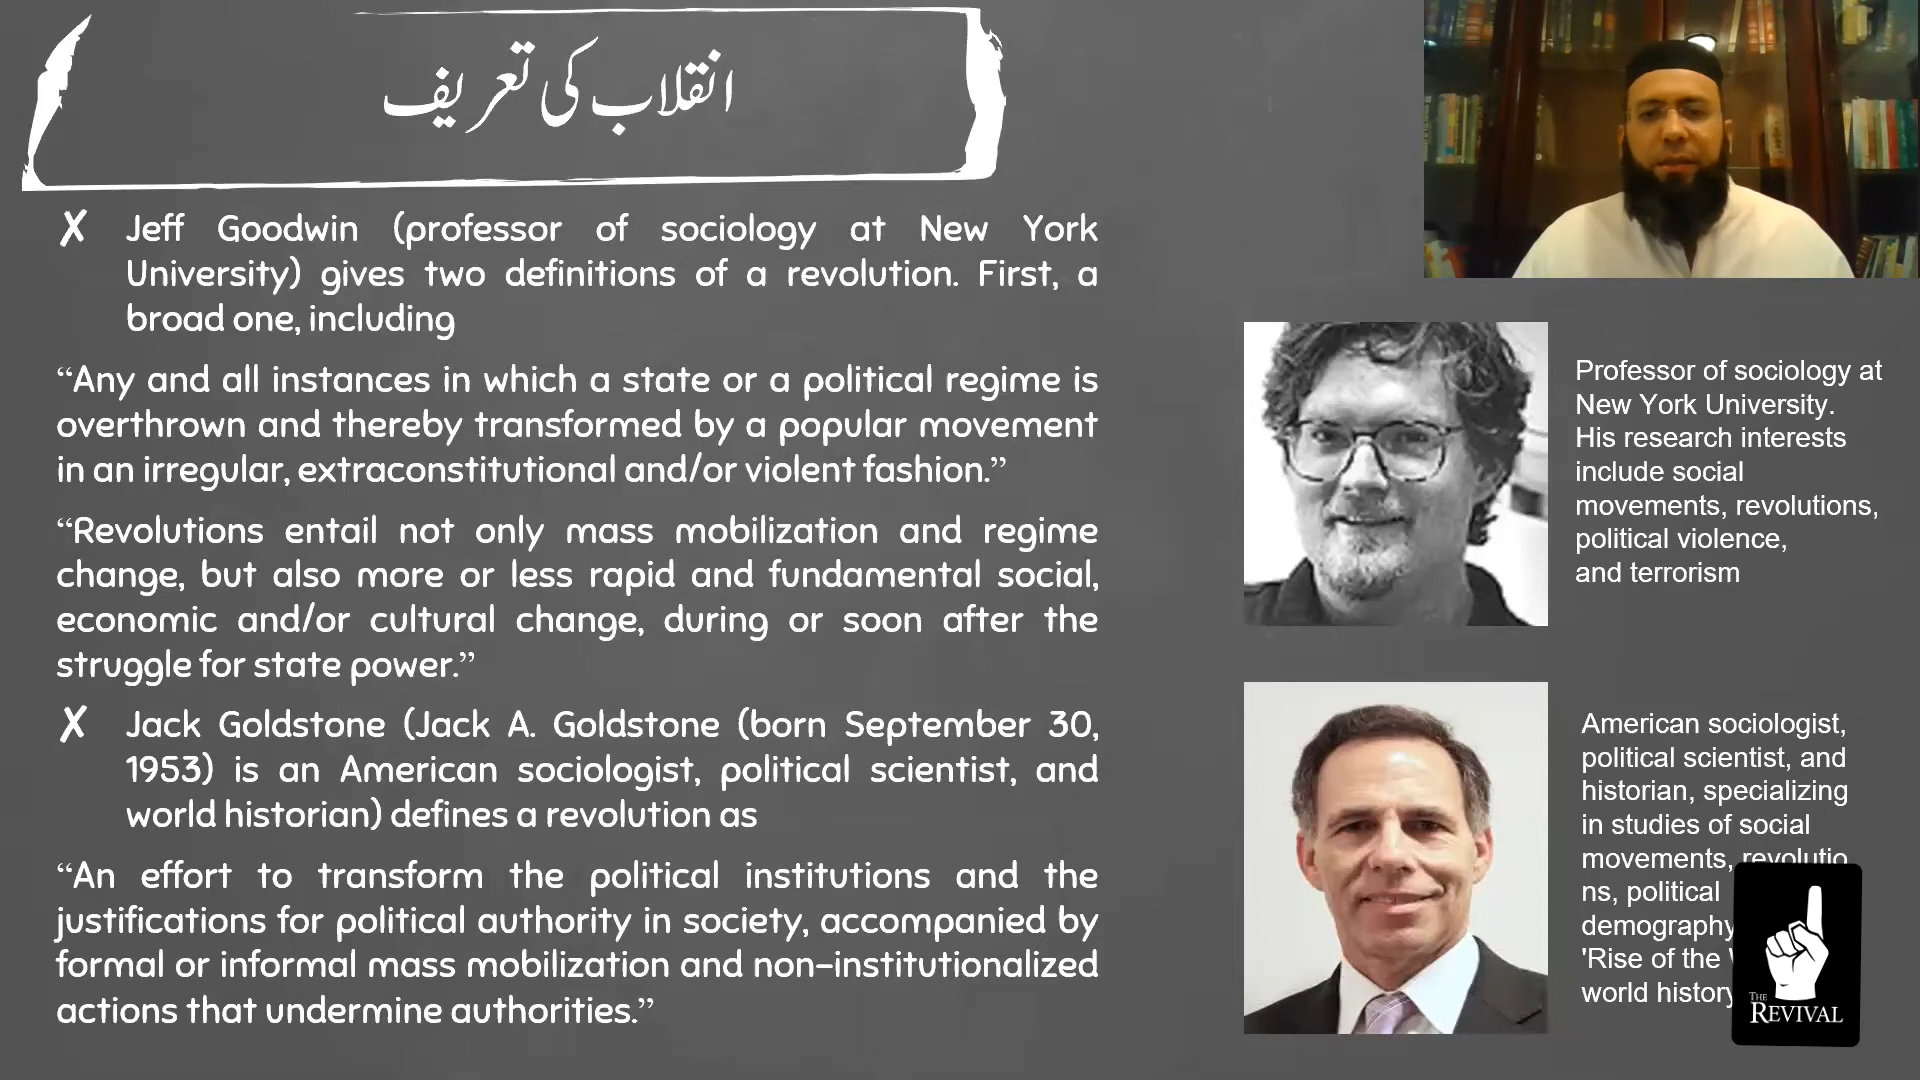 انقلاب کی تعریف
✗ Jeff Goodwin (professor of sociology at New York
University) gives two definitions of a revolution. First, a
broad one, including
“Any and all instances in which a state or a political regime is
overthrown and thereby transformed by a popular movement
in an irregular, extraconstitutional and/or violent fashion.”
“Revolutions entail not only mass mobilization and regime
change, but also more or less rapid and fundamental social,
economic and/or cultural change, during or soon after the
struggle for state power.”
✗ Jack Goldstone (Jack A. Goldstone (born September 30,
1953) is an American sociologist, political scientist, and
world historian) defines a revolution as
“An effort to transform the political institutions and the
justifications for political authority in society, accompanied by
formal or informal mass mobilization and non-institutionalized
actions that undermine authorities.”
Professor of sociology at
New York University.
His research interests
include social
movements, revolutions,
political violence,
and terrorism
American sociologist,
political scientist, and
historian, specializing
in studies of social
movements, revolutio
ns, political
demography
'Rise of the
world history
THE
REVIVAL